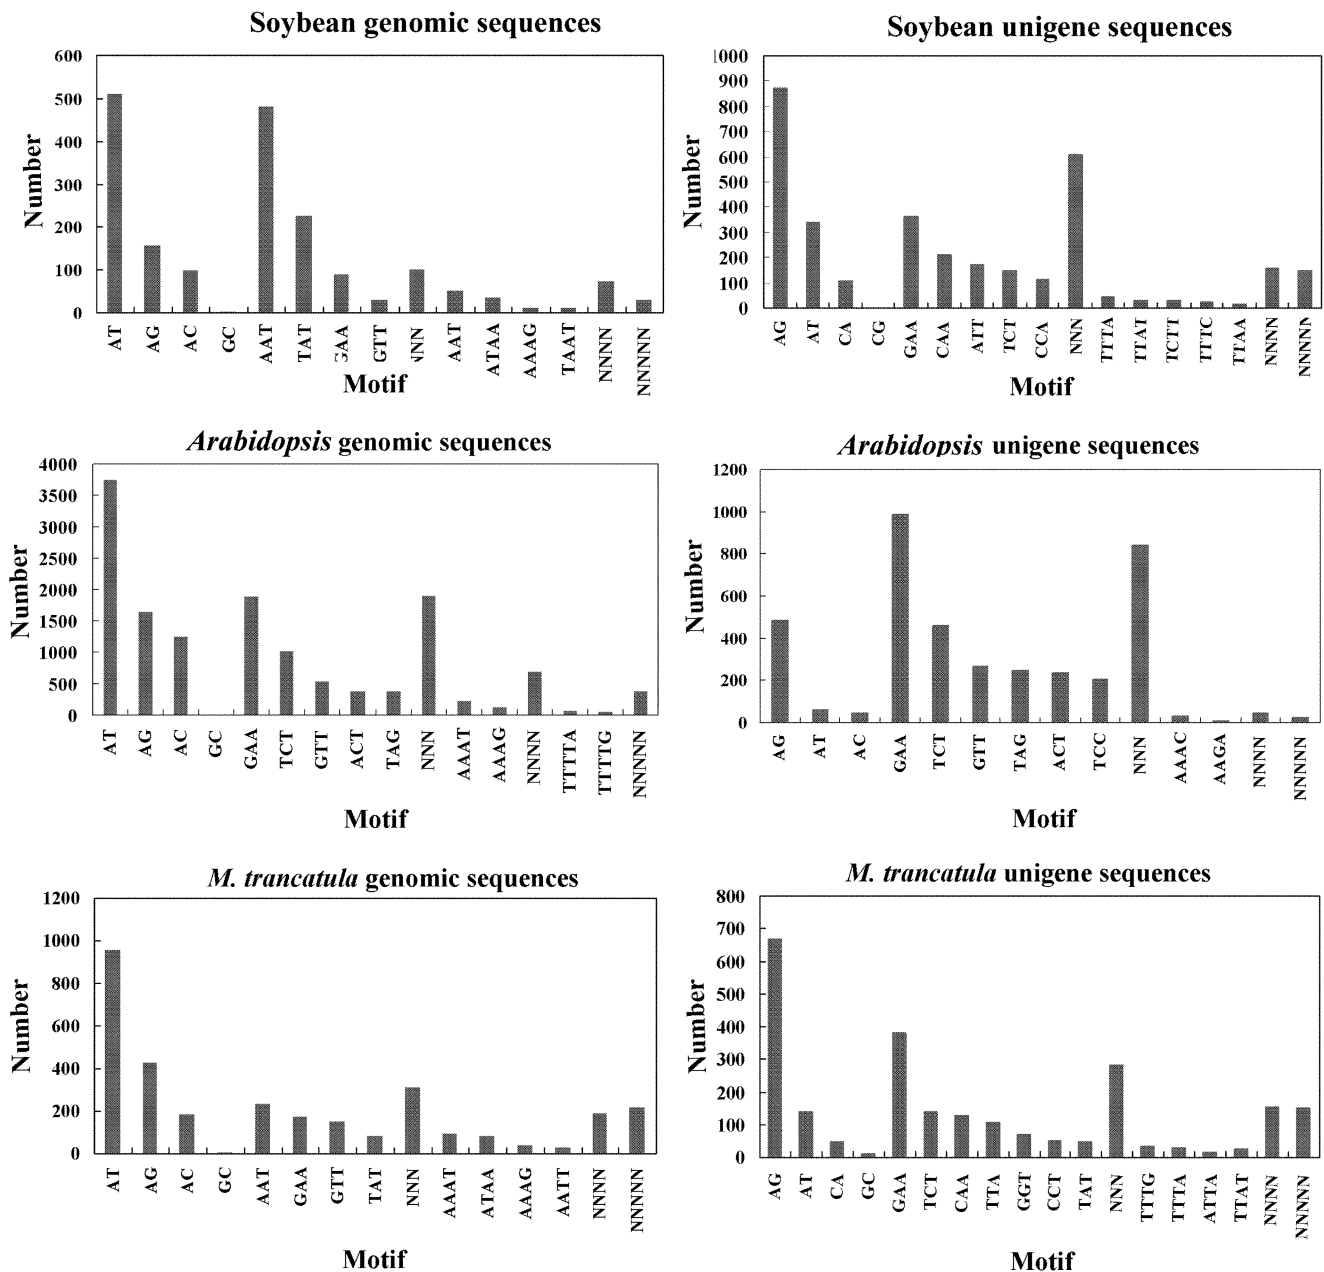 Soybean genomic sequences
600
500
400
300
200
100
0
Number
AT AG AC GC AAT TAT GAA GTT NNN AAT ATAA AAAG TAAT NNNN NNNNN
Motif
Soybean unigene sequences
1000
900
800
700
600
500
400
300
200
100
0
Number
AG AT CA CG GAA CAA ATT TCT CCA NNN TTTA TTAT TCTT TTTC TTAA NNNN NNNNN
Motif
Arabidopsis genomic sequences
4000
3500
3000
2500
2000
1500
1000
500
0
Number
AT AG AC GC GAA TCT GTT ACT TAG NNN AAAT AAAG NNNN TTTTA TTTTG NNNNN
Motif
Arabidopsis unigene sequences
1200
1000
800
600
400
200
0
Number
AG AT AC GAA TCT GTT TAG ACT TCC NNN AAAC AAGA NNNN NNNNN
Motif
M. trancatula genomic sequences
1200
1000
800
600
400
200
0
Number
AT AG AC GC AAT GAA GTT TAT NNN AAAT ATAA AAAG AATT NNNN NNNNN
Motif
M. trancatula unigene sequences
800
700
600
500
400
300
200
100
0
Number
AG AT CA GC GAA TCT CAA TTA GGT CCT TAT NNN TTTG TTTA ATTA TTAT NNNN NNNNN
Motif